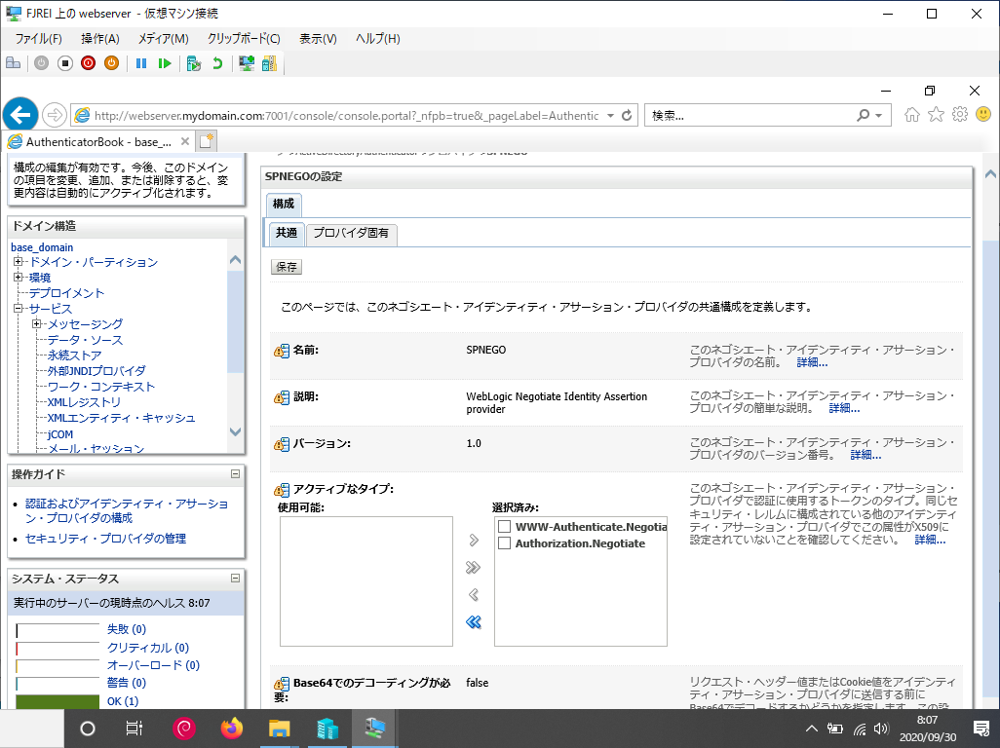 FJREI 上の webserver - 仮想マシン接続
ファイル(F) 操作(A) メディア(M) クリップボード(C) 表示(V) ヘルプ(H)
http://webserver.mydomain.com:7001/console/console.portal?_nfpb=true&_pageLabel=Authentic
検索...
AuthenticatorBook - base_...
構成の編集が有効です。今後、このドメイン
の項目を変更、追加、または削除すると、変
更内容は自動的にアクティブ化されます。
ドメイン構造
base_domain
ドメイン・パーティション
環境
デプロイメント
サービス
メッセージング
データ・ソース
永続ストア
外部JNDIプロバイダ
ワーク・コンテキスト
XMLレジストリ
XMLエンティティ・キャッシュ
jCOM
メール・セッション
操作ガイド
認証およびアイデンティティ・アサーショ
ン・プロバイダの構成
セキュリティ・プロバイダの管理
システム・ステータス
実行中のサーバーの現時点のヘルス 8:07
失敗 (0)
クリティカル (0)
オーバーロード (0)
警告 (0)
OK (1)
SPNEGOの設定
構成
共通 プロバイダ固有
保存
このページでは、このネゴシエート・アイデンティティ・アサーション・プロバイダの共通構成を定義します。
名前: SPNEGO
このネゴシエート・アイデンティティ・アサーション・
プロバイダの名前。 詳細...
説明: WebLogic Negotiate Identity Assertion
provider
このネゴシエート・アイデンティティ・アサーション・
プロバイダの簡単な説明。 詳細...
バージョン: 1.0
このネゴシエート・アイデンティティ・アサーション・
プロバイダのバージョン番号。 詳細...
アクティブなタイプ:
使用可能: 選択済み:
WWW-Authenticate.Negotia
Authorization.Negotiate
このネゴシエート・アイデンティティ・アサーション・
プロバイダで認証に使用するトークンのタイプ。同じセ
キュリティ・レルムに構成されている他のアイデンティ
ティ・アサーション・プロバイダでこの属性がX509に
設定されていないことを確認してください。 詳細...
Base64でのデコーディングが必
要:
false
リクエスト・ヘッダー値またはCookie値をアイデンティ
ティ・アサーション・プロバイダに送信する前に
Base64でデコードするかどうかを指定します。この設
8:07
2020/09/30